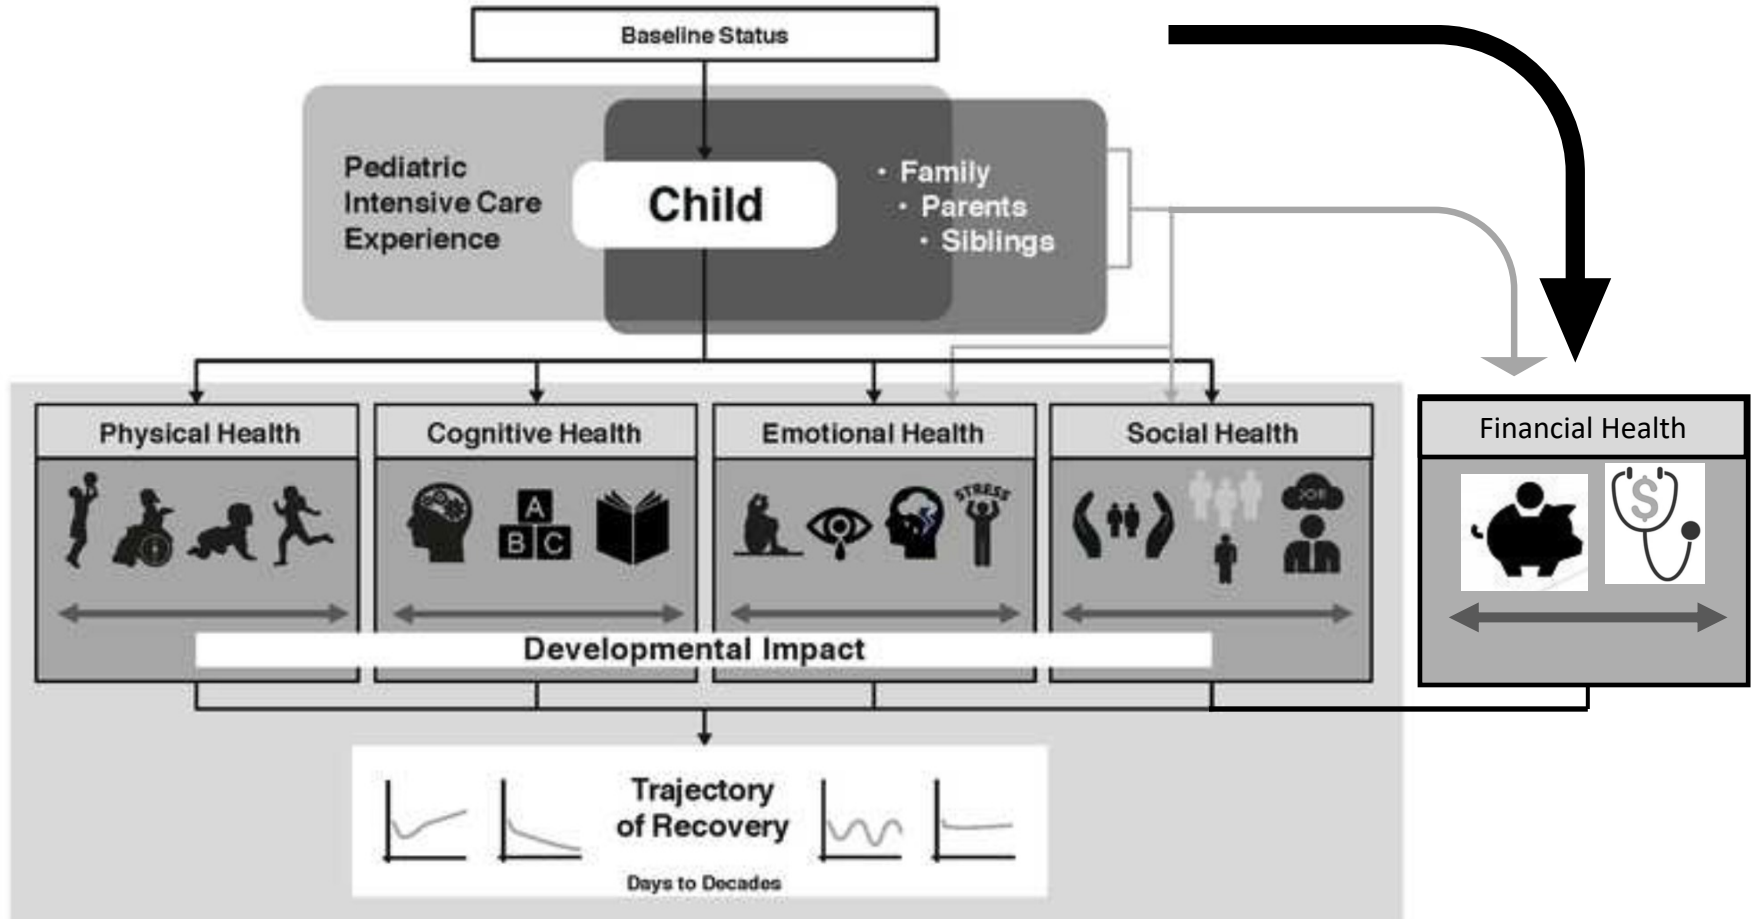 Baseline Status
Pediatric
Intensive Care
Experience
Child
• Family
• Parents
• Siblings
Physical Health
Cognitive Health
Emotional Health
Social Health
Financial Health
A
B C
STRESS
JOB
$
Developmental Impact
Trajectory
of Recovery
Days to Decades